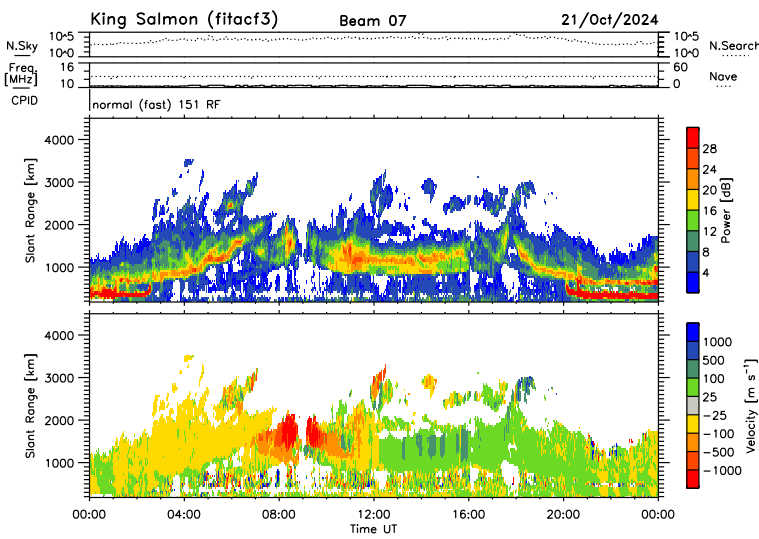 King Salmon (fitacf3) Beam 07 21/Oct/2024
N.Sky 10^5 10^0 10^5 10^0 N.Search
Freq [MHz] 16 10 60 0 Nave
CPID normal (fast) 151 RF
Slant Range [km] 4000 3000 2000 1000
Power [dB] 28 24 20 16 12 8 4
Slant Range [km] 4000 3000 2000 1000
Velocity [m s⁻¹] 1000 500 100 25 −25 −100 −500 −1000
00:00 04:00 08:00 12:00 16:00 20:00 00:00
Time UT